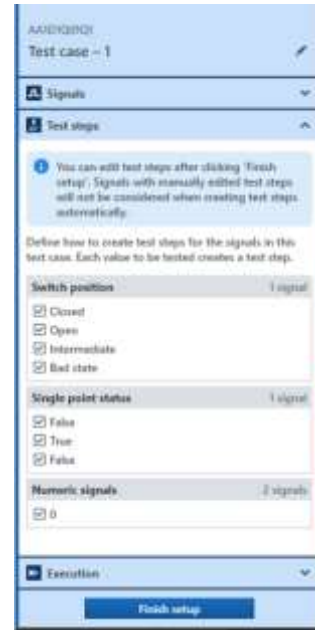 Test case – 1
Signals
Test steps
You can edit test steps after clicking 'Finish
setup'. Signals with manually edited test steps
will not be considered when creating test steps
automatically.
Define how to create test steps for the signals in this
test case. Each value to be tested creates a test step.
Switch position 1 signal
Closed
Open
Intermediate
Bad state
Single point status 1 signal
False
True
False
Numeric signals 2 signals
0
Execution
Finish setup